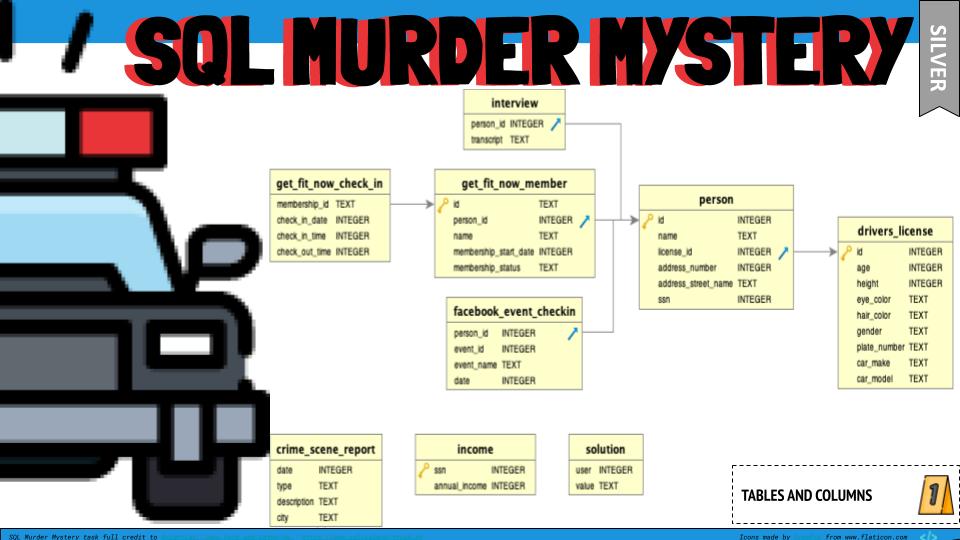 SQL MURDER MYSTERY
SILVER
interview
person_id INTEGER
transcript TEXT
get_fit_now_check_in
membership_id TEXT
check_in_date INTEGER
check_in_time INTEGER
check_out_time INTEGER
get_fit_now_member
id TEXT
person_id INTEGER
name TEXT
membership_start_date INTEGER
membership_status TEXT
person
id INTEGER
name TEXT
license_id INTEGER
address_number INTEGER
address_street_name TEXT
ssn INTEGER
drivers_license
id INTEGER
age INTEGER
height INTEGER
eye_color TEXT
hair_color TEXT
gender TEXT
plate_number TEXT
car_make TEXT
car_model TEXT
facebook_event_checkin
person_id INTEGER
event_id INTEGER
event_name TEXT
date INTEGER
crime_scene_report
date INTEGER
type TEXT
description TEXT
city TEXT
income
ssn INTEGER
annual_income INTEGER
solution
user INTEGER
value TEXT
TABLES AND COLUMNS
1
SQL Murder Mystery task full credit to
Icons made by
from www.flaticon.com